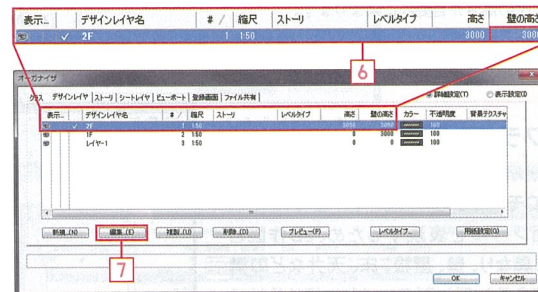 表示... デザインレイヤ名 # / 縮尺 ストーリ レベルタイプ 高さ 壁の高さ
✓ 2F 1 1:50 3000 3000
6
オーガナイザ
クラス デザインレイヤ ストーリ シートレイヤ ビューポート 登録画面 ファイル共有 詳細設定(T) 表示設定(I)
表示... デザインレイヤ名 # / 縮尺 ストーリ レベルタイプ 高さ 壁の高さ カラー 不透明度 背景テクスチャ
✓ 2F 1 1:50 3000 3000 100
1F 2 1:50 0 3000 100
レイヤ-1 3 1:50 0 0 100
新規...(N) 編集...(E) 複製...(U) 削除...(D) プレビュー(P) レベルタイプ... 用紙設定(G)
7
OK キャンセル